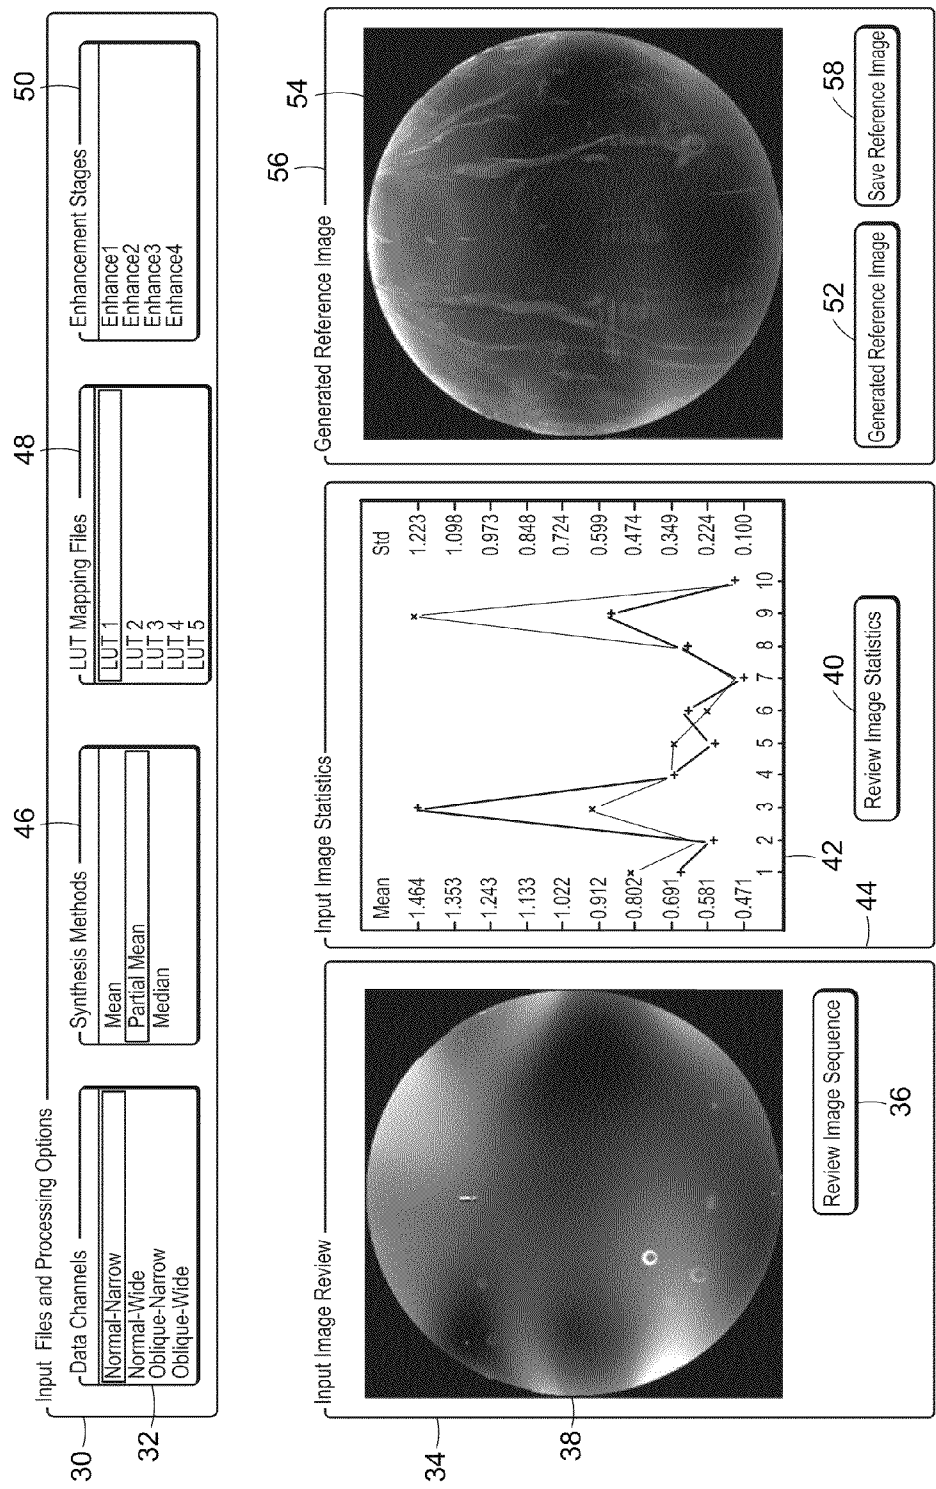 Input Files and Processing Options
Data Channels
Normal-Narrow
Normal-Wide
Oblique-Narrow
Oblique-Wide
30
32
Synthesis Methods
Mean
Partial Mean
Median
46
LUT Mapping Files
LUT 1
LUT 2
LUT 3
LUT 4
LUT 5
48
Enhancement Stages
Enhance1
Enhance2
Enhance3
Enhance4
50
Input Image Review
34
38
Review Image Sequence
36
Input Image Statistics
Mean Std
1.464 1.223
1.353 1.098
1.243 0.973
1.133 0.848
1.022 0.724
0.912 0.599
0.802 0.474
0.691 0.349
0.581 0.224
0.471 0.100
1 2 3 4 5 6 7 8 9 10
42
44
40
Review Image Statistics
Generated Reference Image
56
54
52
58
Generated Reference Image
Save Reference Image